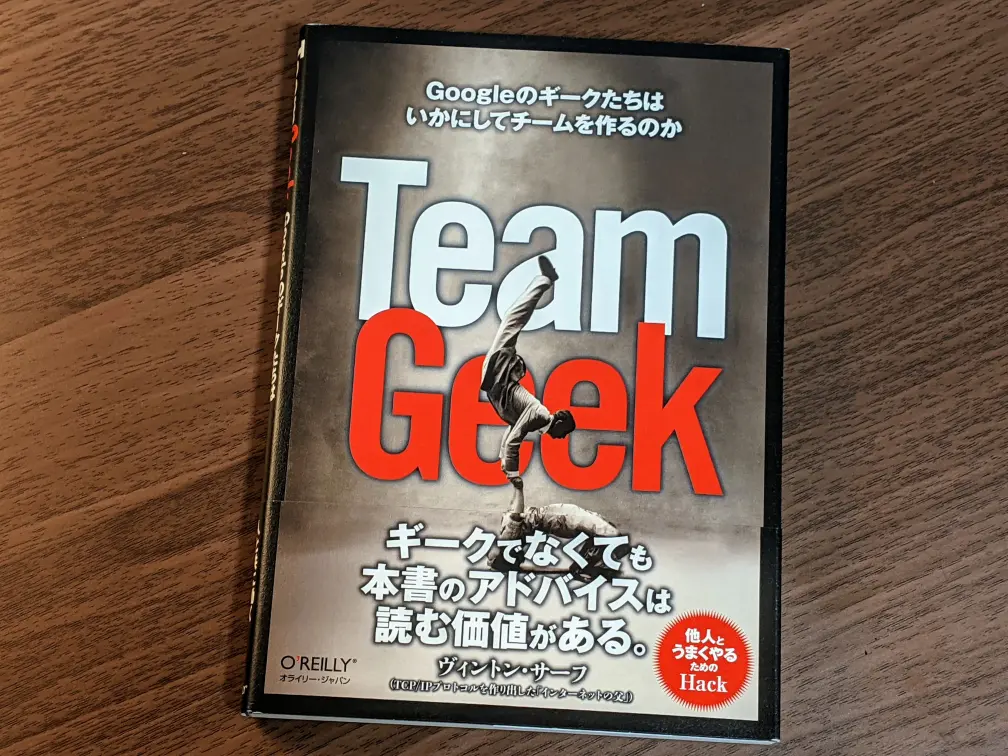 Googleのギークたちは
いかにしてチームを作るのか
Team
Geek
ギークでなくても
本書のアドバイスは
読む価値がある。
ヴィントン・サーフ
(TCP/IPプロトコルを作り出した「インターネットの父」)
他人と
うまくやる
ための
Hack
O'REILLY®
オライリー・ジャパン